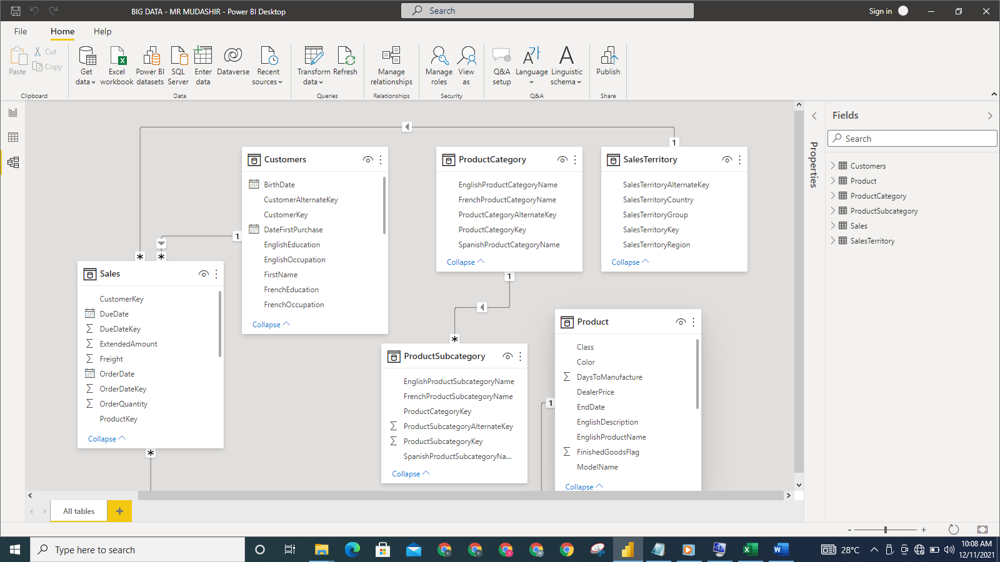 BIG DATA - MR MUDASHIR - Power BI Desktop
Search
Sign in
File
Home
Help
Paste
Cut
Copy
Clipboard
Get data
Excel workbook
Power BI datasets
SQL Server
Enter data
Dataverse
Recent sources
Data
Transform data
Refresh
Queries
Manage relationships
Relationships
Manage roles
View as
Security
Q&A setup
Language
Linguistic schema
Q&A
Publish
Share
1
Customers
BirthDate
CustomerAlternateKey
CustomerKey
DateFirstPurchase
EnglishEducation
EnglishOccupation
FirstName
FrenchEducation
FrenchOccupation
Collapse
1
ProductCategory
EnglishProductCategoryName
FrenchProductCategoryName
ProductCategoryAlternateKey
ProductCategoryKey
SpanishProductCategoryName
Collapse
1
SalesTerritory
SalesTerritoryAlternateKey
SalesTerritoryCountry
SalesTerritoryGroup
SalesTerritoryKey
SalesTerritoryRegion
Collapse
*
*
Sales
CustomerKey
DueDate
DueDateKey
ExtendedAmount
Freight
OrderDate
OrderDateKey
OrderQuantity
ProductKey
Collapse
*
*
ProductSubcategory
EnglishProductSubcategoryName
FrenchProductSubcategoryName
ProductCategoryKey
ProductSubcategoryAlternateKey
ProductSubcategoryKey
SpanishProductSubcategoryNa...
Collapse
1
Product
Class
Color
DaysToManufacture
DealerPrice
EndDate
EnglishDescription
EnglishProductName
FinishedGoodsFlag
ModelName
Collapse
Properties
Fields
Search
Customers
Product
ProductCategory
ProductSubcategory
Sales
SalesTerritory
All tables
+
- +
Type here to search
28°C
10:08 AM
12/11/2021